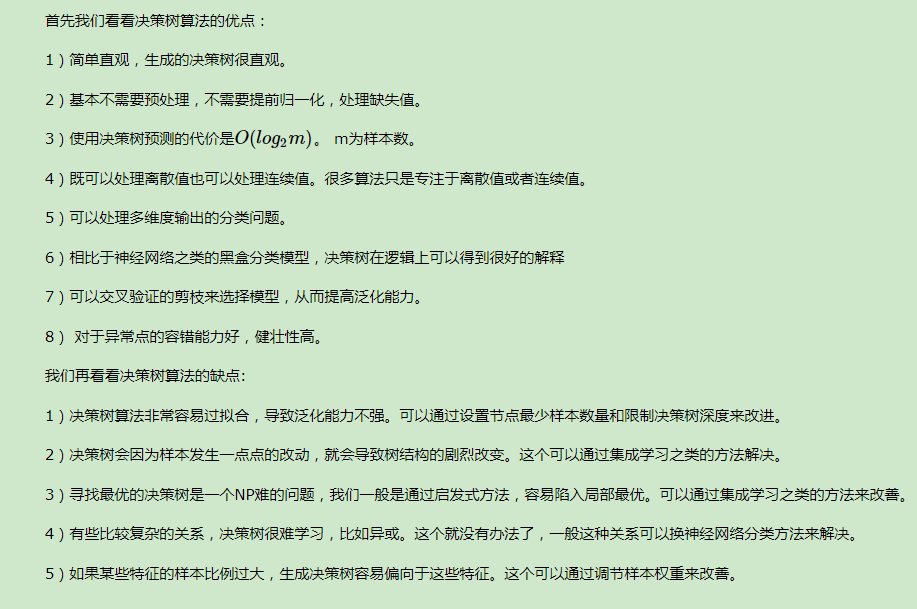 首先我们看看决策树算法的优点：
1）简单直观，生成的决策树很直观。
2）基本不需要预处理，不需要提前归一化，处理缺失值。
3）使用决策树预测的代价是O(log₂m)。 m为样本数。
4）既可以处理离散值也可以处理连续值。很多算法只是专注于离散值或者连续值。
5）可以处理多维度输出的分类问题。
6）相比于神经网络之类的黑盒分类模型，决策树在逻辑上可以得到很好的解释
7）可以交叉验证的剪枝来选择模型，从而提高泛化能力。
8） 对于异常点的容错能力好，健壮性高。
我们再看看决策树算法的缺点:
1）决策树算法非常容易过拟合，导致泛化能力不强。可以通过设置节点最少样本数量和限制决策树深度来改进。
2）决策树会因为样本发生一点点的改动，就会导致树结构的剧烈改变。这个可以通过集成学习之类的方法解决。
3）寻找最优的决策树是一个NP难的问题，我们一般是通过启发式方法，容易陷入局部最优。可以通过集成学习之类的方法来改善。
4）有些比较复杂的关系，决策树很难学习，比如异或。这个就没有办法了，一般这种关系可以换神经网络分类方法来解决。
5）如果某些特征的样本比例过大，生成决策树容易偏向于这些特征。这个可以通过调节样本权重来改善。